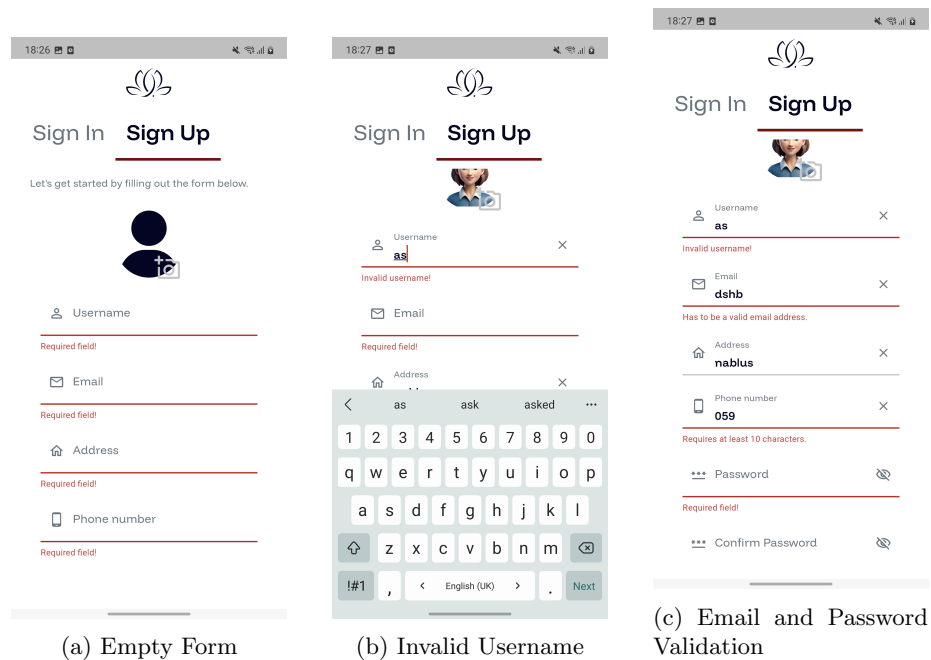 18:26
Sign In Sign Up
Let's get started by filling out the form below.
Username
Required field!
Email
Required field!
Address
Required field!
Phone number
Required field!
(a) Empty Form
18:27
Sign In Sign Up
Username
as
Invalid username!
Email
Required field!
Address
as ask asked ...
1 2 3 4 5 6 7 8 9 0
q w e r t y u i o p
a s d f g h j k l
z x c v b n m
!#1 , < English (UK) > . Next
(b) Invalid Username
18:27
Sign In Sign Up
Username
as
Invalid username!
Email
dshb
Has to be a valid email address.
Address
nablus
Phone number
059
Requires at least 10 characters.
Password
Required field!
Confirm Password
(c) Email and Password
Validation